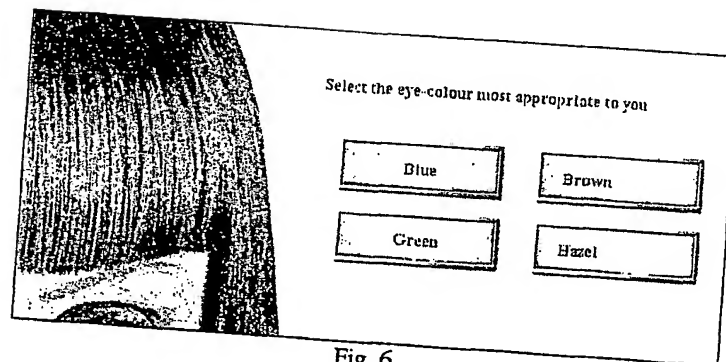 Select the eye-colour most appropriate to you
Blue
Brown
Green
Hazel
Fig. 6